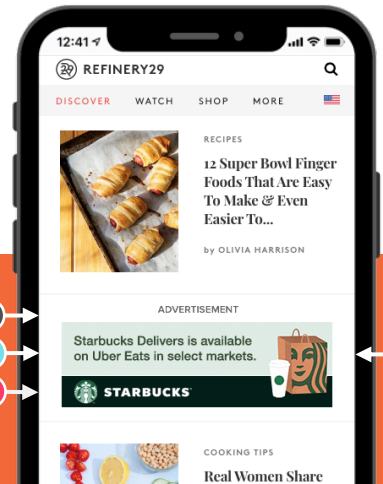 12:41
29 REFINERY29
DISCOVER WATCH SHOP MORE
RECIPES
12 Super Bowl Finger
Foods That Are Easy
To Make & Even
Easier To...
by OLIVIA HARRISON
ADVERTISEMENT
Starbucks Delivers is available
on Uber Eats in select markets.
STARBUCKS
COOKING TIPS
Real Women Share